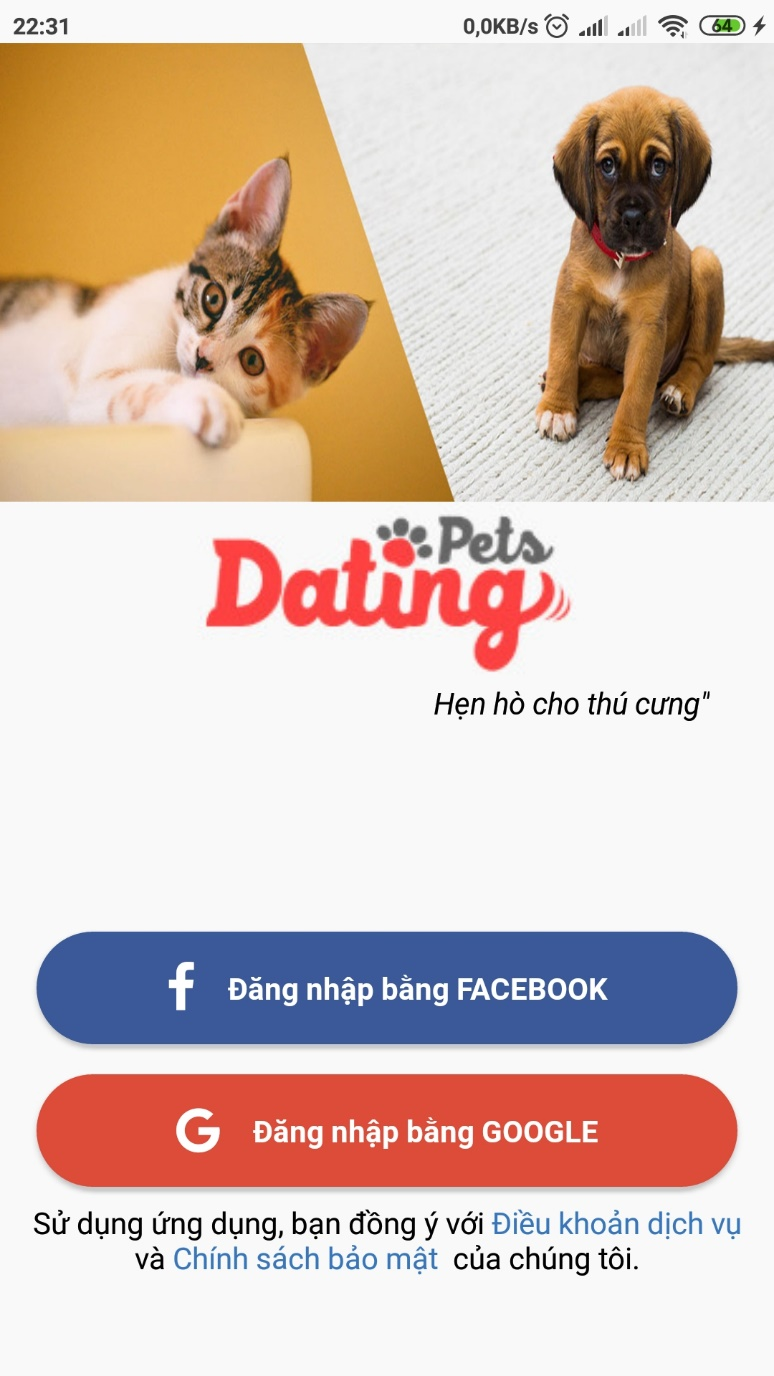 22:31
0,0KB/s
64
Pets
Dating
Hẹn hò cho thú cưng"
f Đăng nhập bằng FACEBOOK
G Đăng nhập bằng GOOGLE
Sử dụng ứng dụng, bạn đồng ý với Điều khoản dịch vụ
và Chính sách bảo mật của chúng tôi.